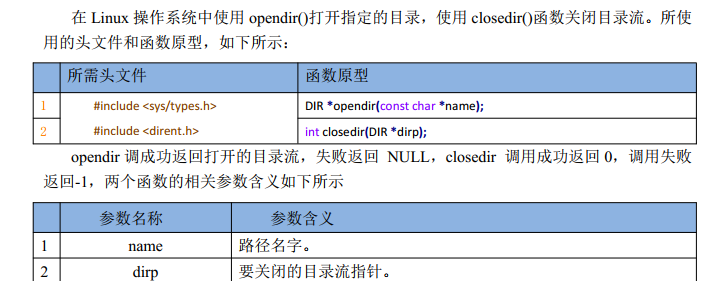 在 Linux 操作系统中使用 opendir()打开指定的目录，使用 closedir()函数关闭目录流。所使
用的头文件和函数原型，如下所示：
所需头文件 函数原型
1 #include <sys/types.h> DIR *opendir(const char *name);
2 #include <dirent.h> int closedir(DIR *dirp);
opendir 调成功返回打开的目录流，失败返回 NULL，closedir 调用成功返回 0，调用失败
返回-1，两个函数的相关参数含义如下所示
参数名称 参数含义
1 name 路径名字。
2 dirp 要关闭的目录流指针。